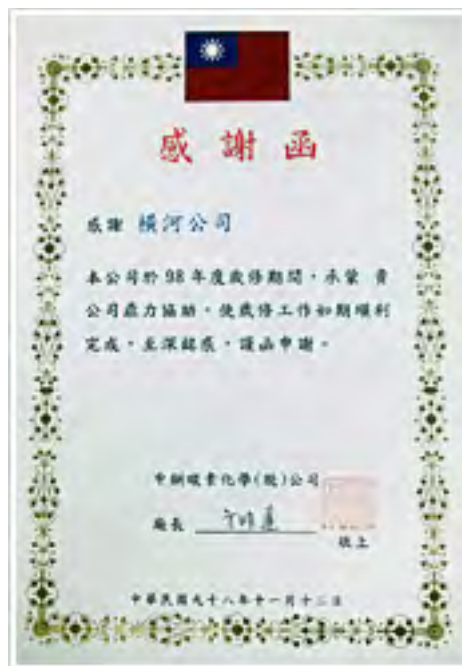 感謝函
感謝 橫河公司
本公司於98年度歲修期間,承蒙 貴
公司鼎力協助,使歲修工作如期順利
完成,至深銘感,謹函申謝。
中鋼碳素化學(股)公司
廠長
敬上
中華民國九十八年十一月十二日